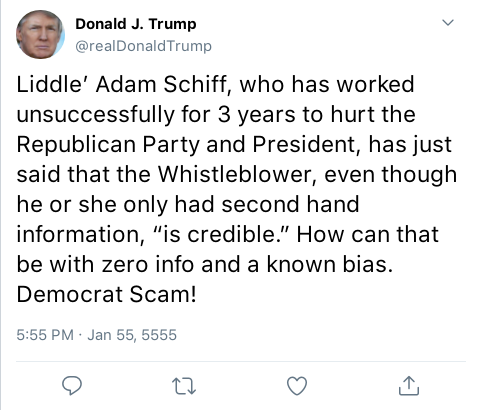 Donald J. Trump
@realDonaldTrump
Liddle’ Adam Schiff, who has worked
unsuccessfully for 3 years to hurt the
Republican Party and President, has just
said that the Whistleblower, even though
he or she only had second hand
information, “is credible.” How can that
be with zero info and a known bias.
Democrat Scam!
5:55 PM · Jan 55, 5555